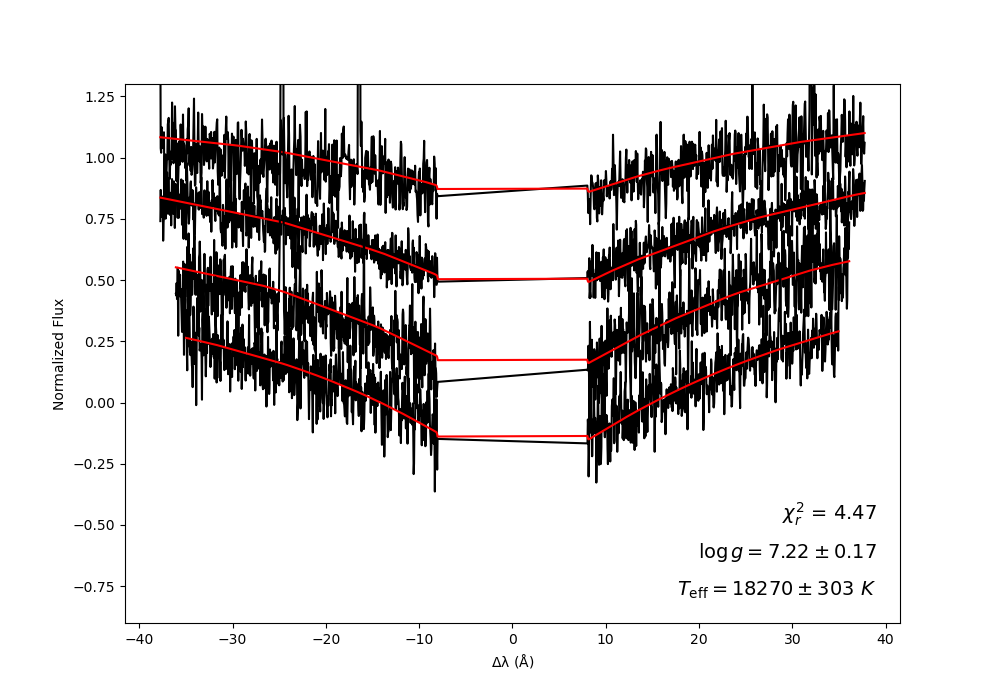 1.25
1.00
0.75
0.50
0.25
0.00
−0.25
−0.50
−0.75
Normalized Flux
χ²ᵣ = 4.47
log g = 7.22 ± 0.17
T_eff = 18270 ± 303 K
−40 −30 −20 −10 0 10 20 30 40
Δλ (Å)